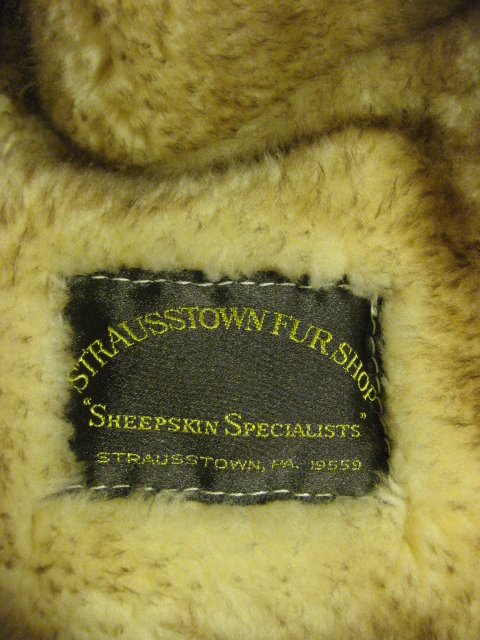 STRAUSSTOWN FUR SHOP
"SHEEPSKIN SPECIALISTS"
STRAUSSTOWN, PA. 19559